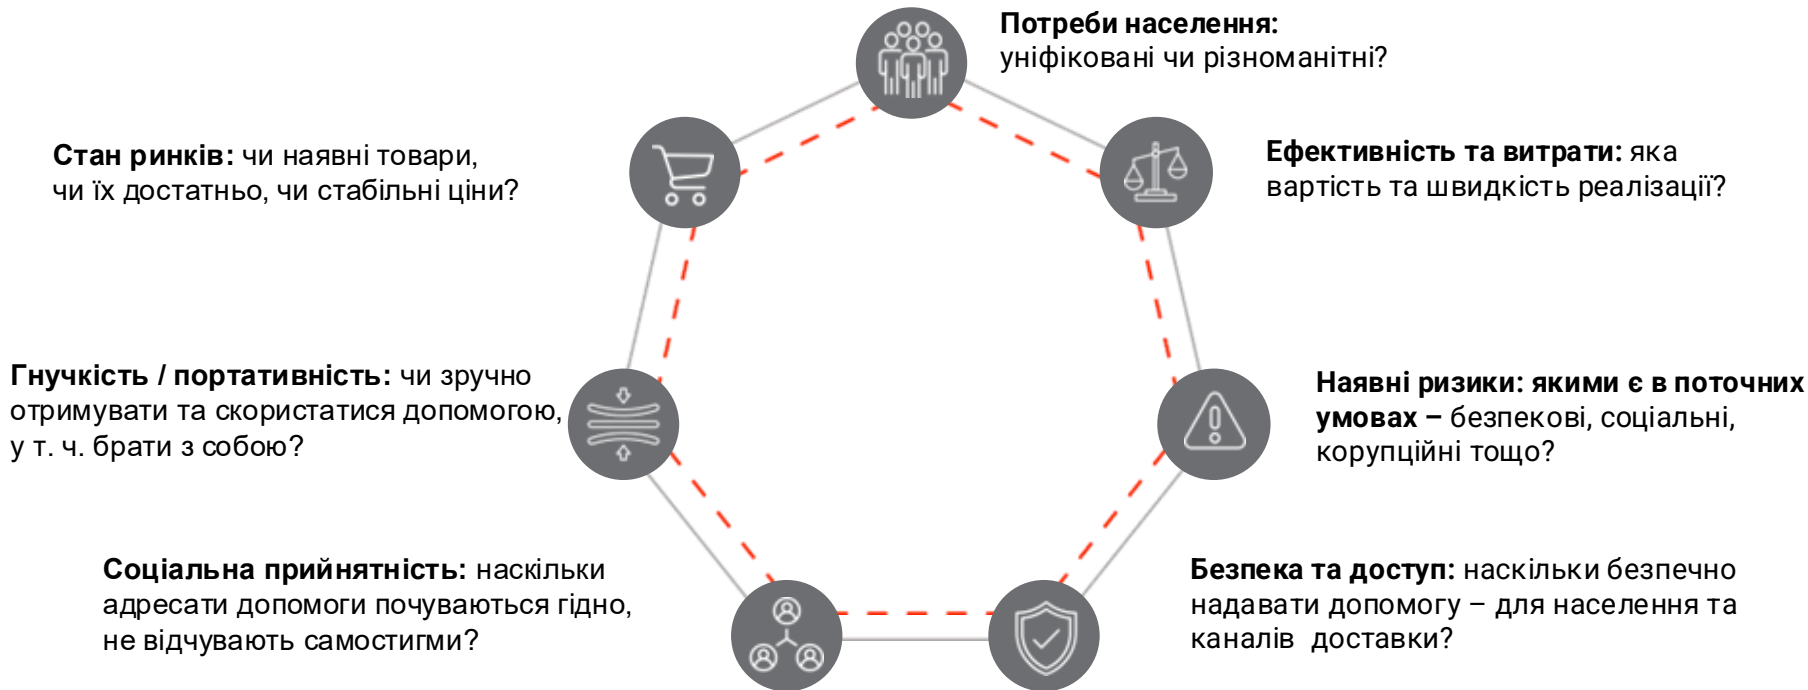 Потреби населення:
уніфіковані чи різноманітні?
Ефективність та витрати: яка
вартість та швидкість реалізації?
Наявні ризики: якими є в поточних
умовах – безпекові, соціальні,
корупційні тощо?
Безпека та доступ: наскільки безпечно
надавати допомогу – для населення та
каналів доставки?
Соціальна прийнятність: наскільки
адресати допомоги почуваються гідно,
не відчувають самостигми?
Гнучкість / портативність: чи зручно
отримувати та скористатися допомогою,
у т. ч. брати з собою?
Стан ринків: чи наявні товари,
чи їх достатньо, чи стабільні ціни?